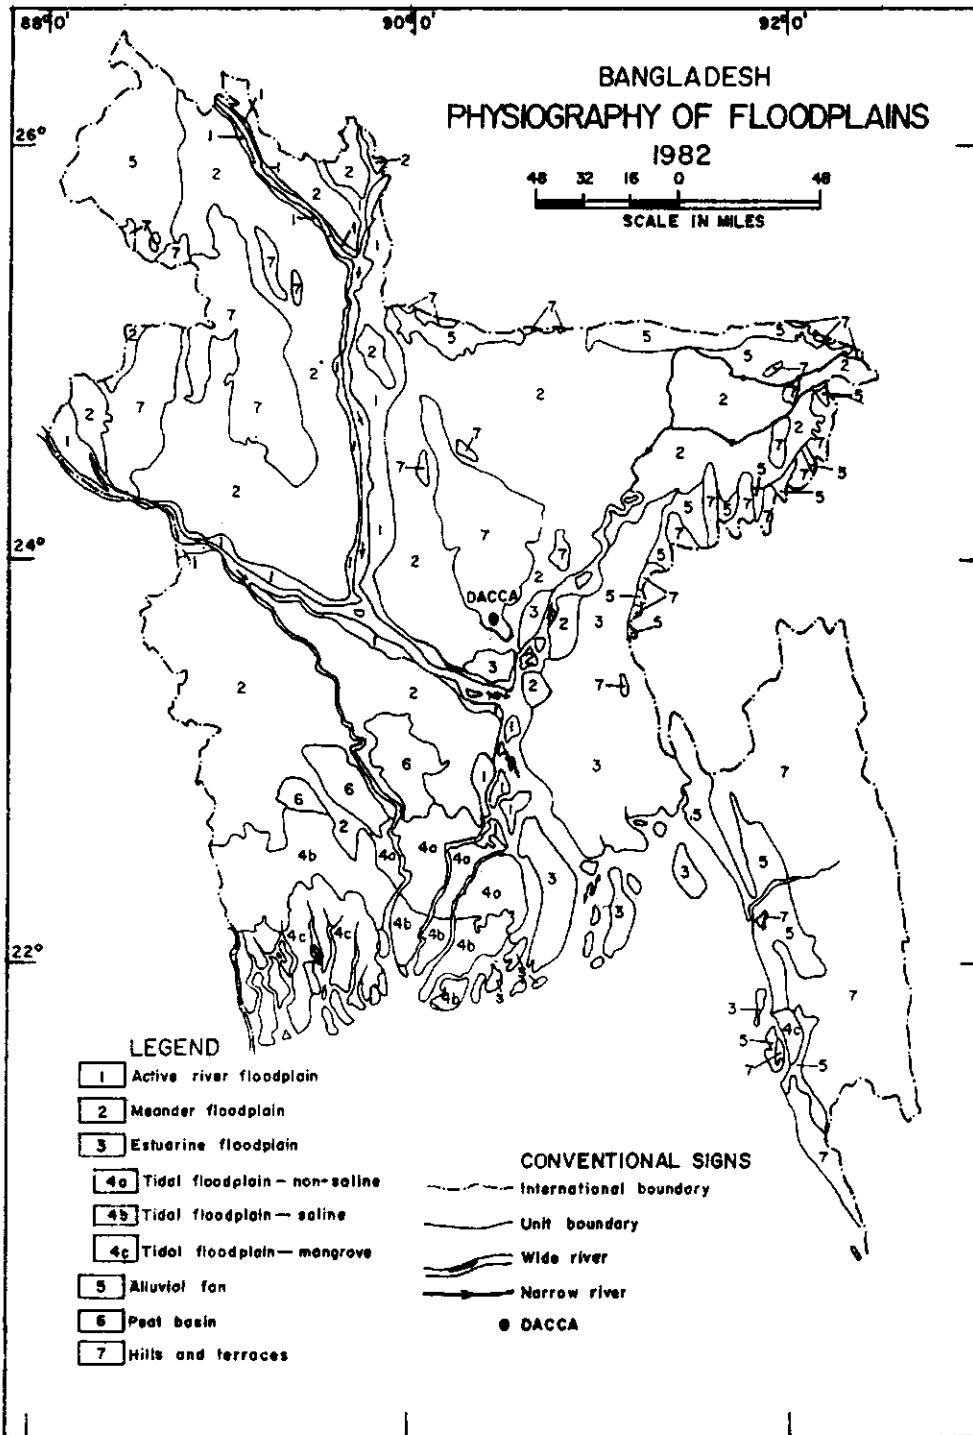 88°0' 90°0' 92°0'
BANGLADESH
PHYSIOGRAPHY OF FLOODPLAINS
1982
48 32 16 0 48
SCALE IN MILES
26°
24°
22°
DACCA
LEGEND
1 Active river floodplain
2 Meander floodplain
3 Estuarine floodplain
4a Tidal floodplain - non-saline
4b Tidal floodplain - saline
4c Tidal floodplain - mangrove
5 Alluvial fan
6 Peat basin
7 Hills and terraces
CONVENTIONAL SIGNS
International boundary
Unit boundary
Wide river
Narrow river
DACCA